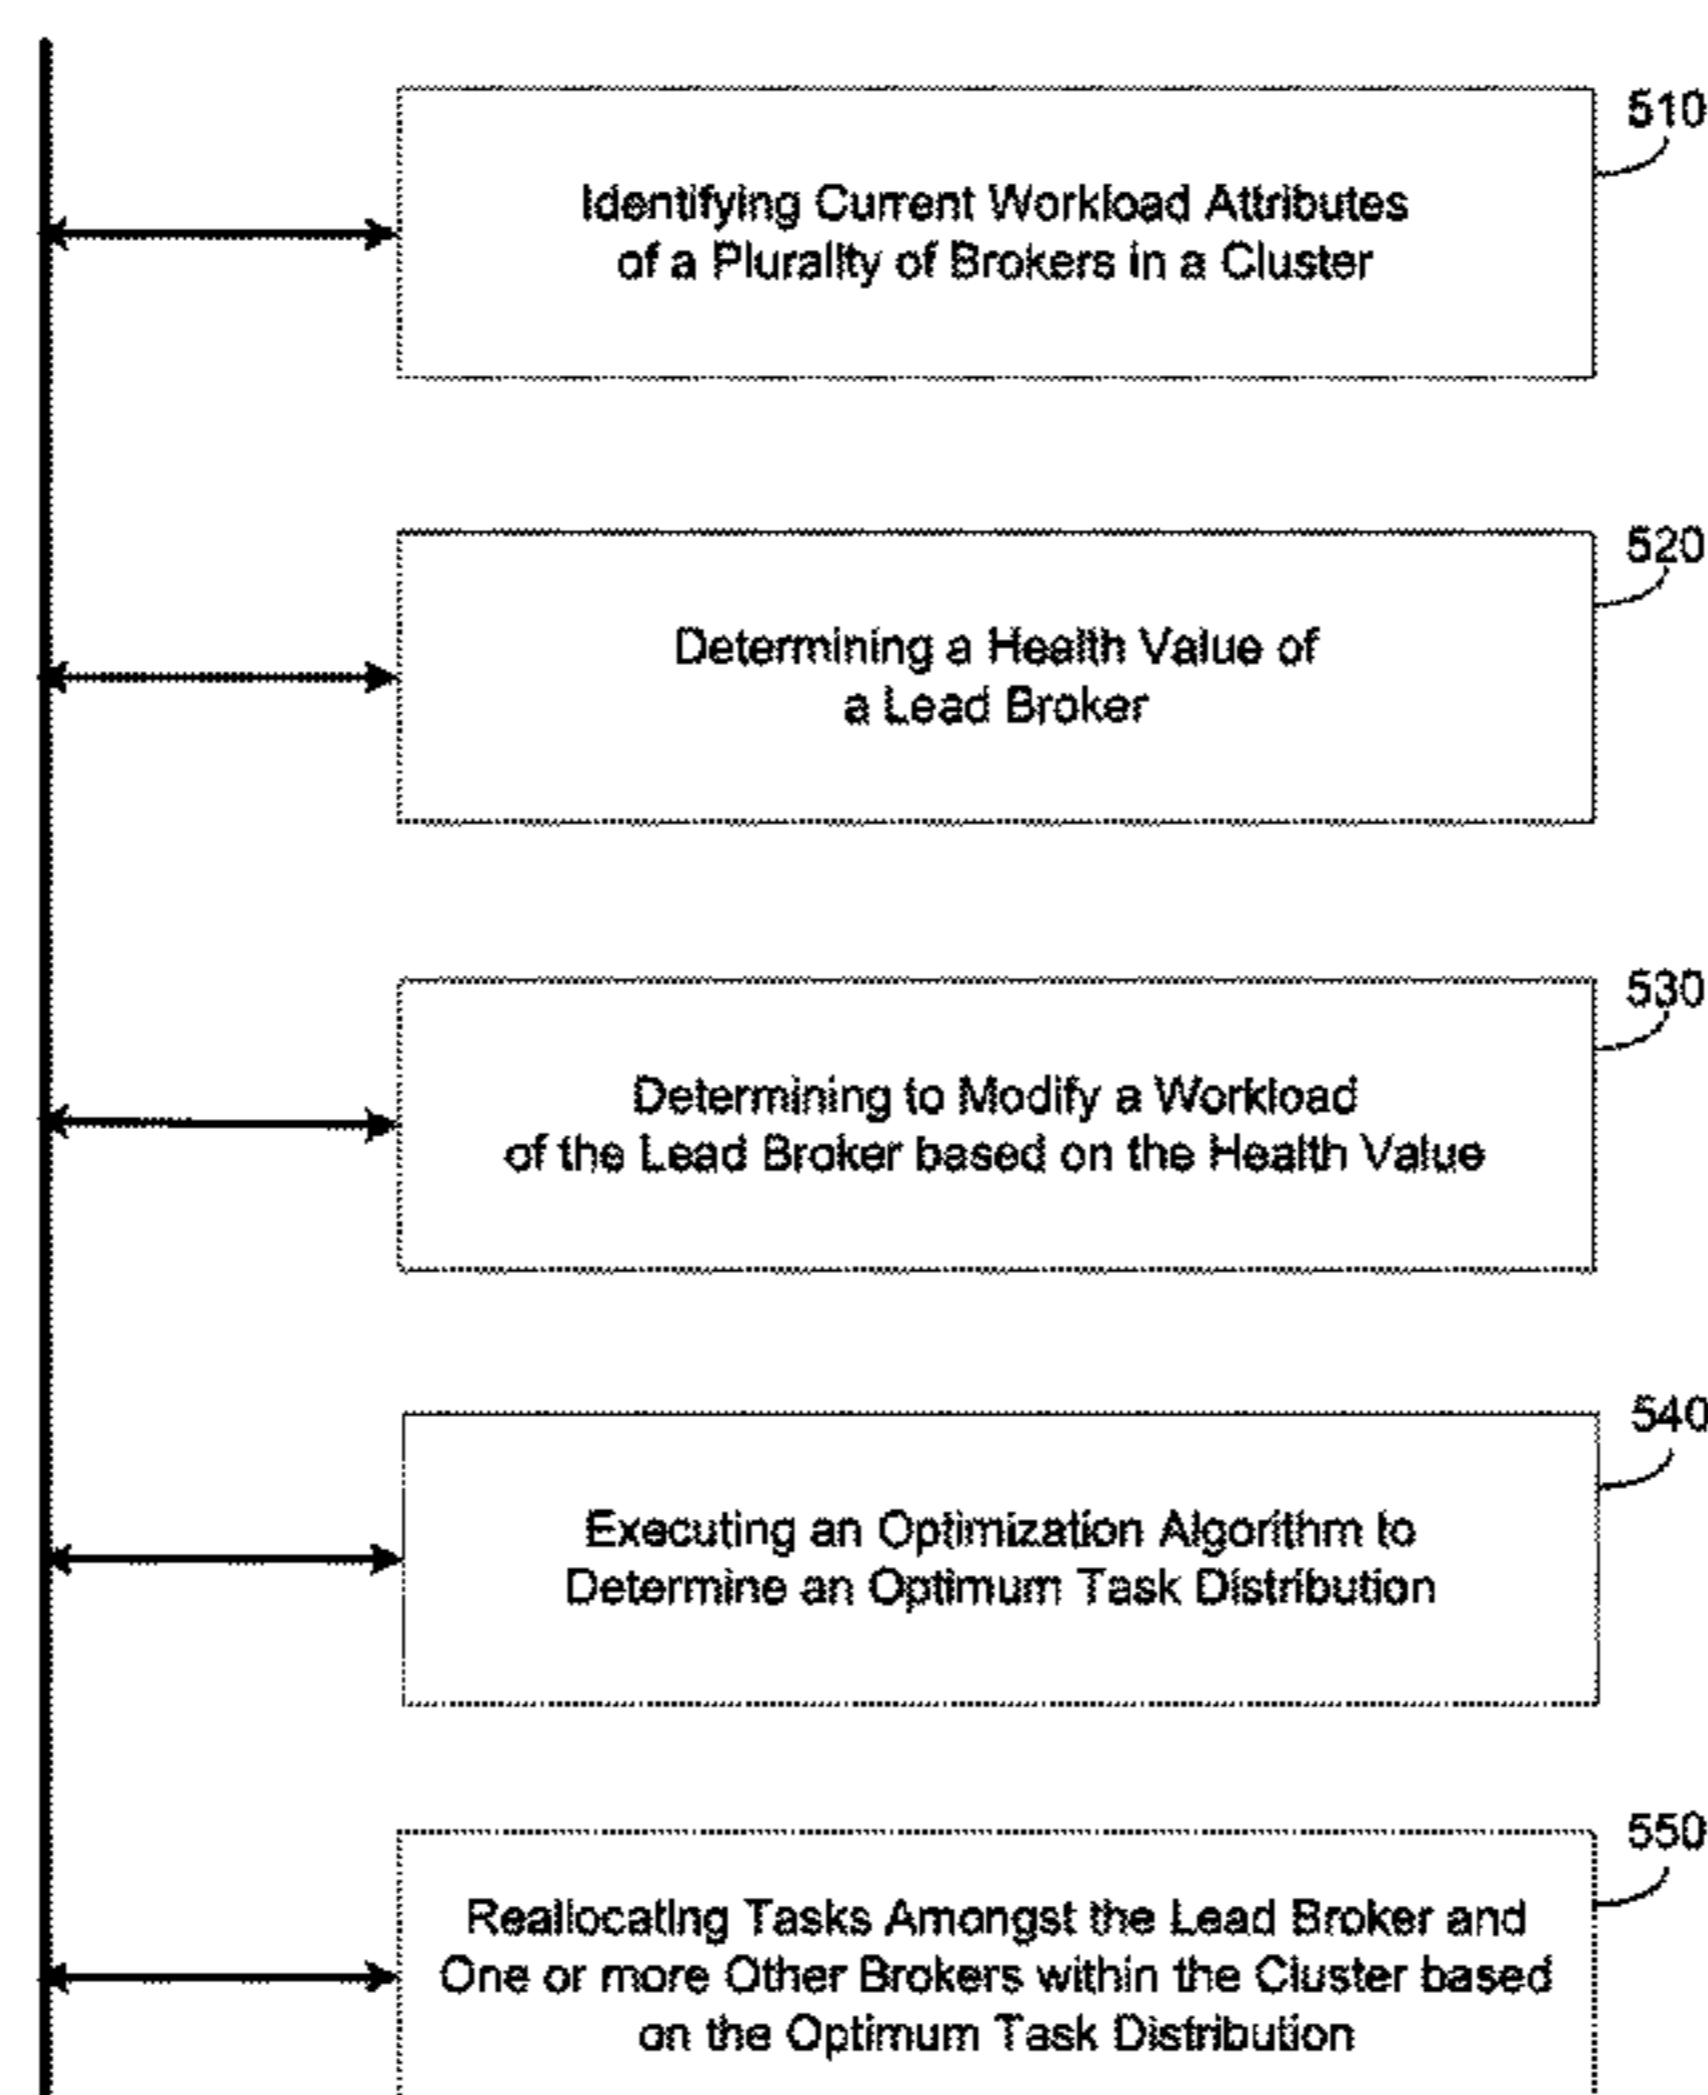 510
Identifying Current Workload Attributes
of a Plurality of Brokers in a Cluster
520
Determining a Health Value of
a Lead Broker
530
Determining to Modify a Workload
of the Lead Broker based on the Health Value
540
Executing an Optimization Algorithm to
Determine an Optimum Task Distribution
550
Reallocating Tasks Amongst the Lead Broker and
One or more Other Brokers within the Cluster based
on the Optimum Task Distribution